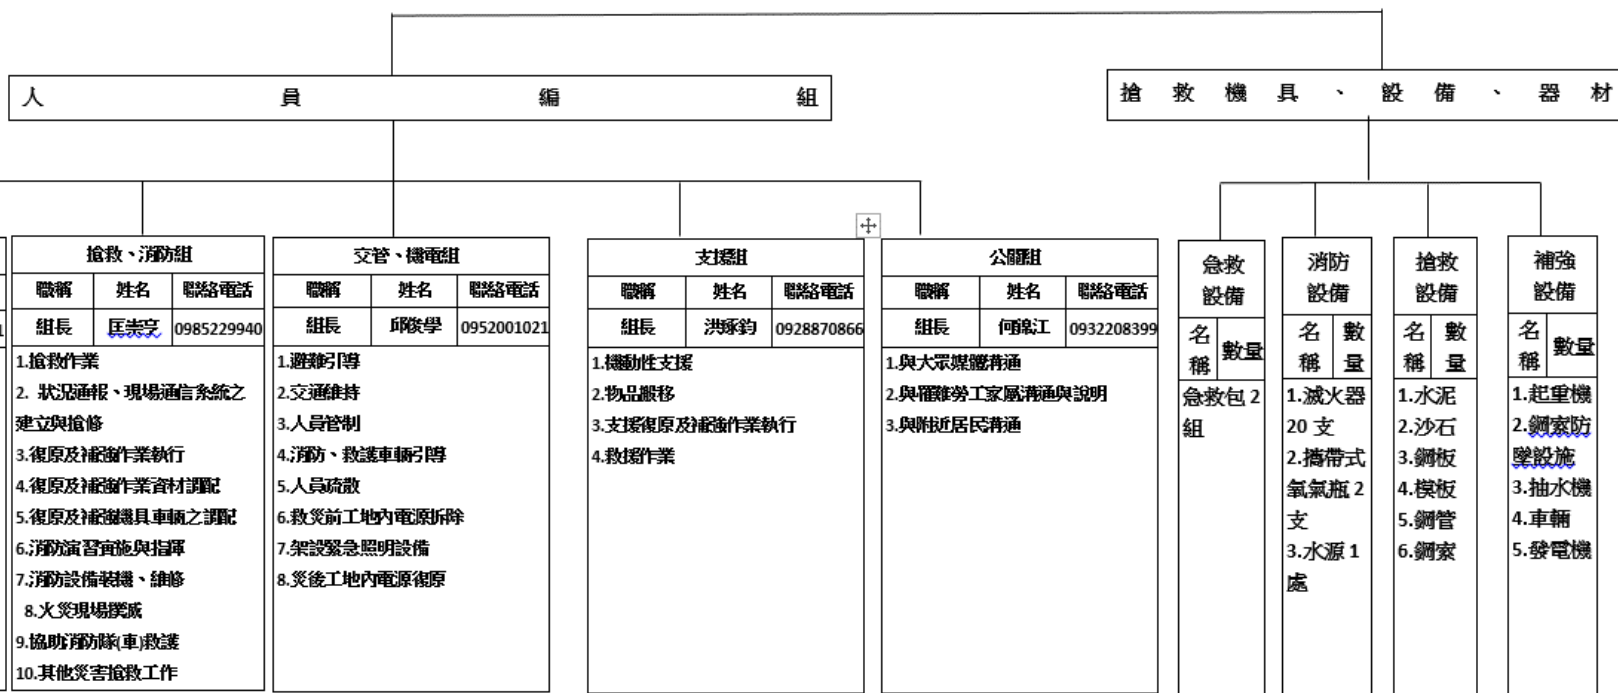 人員編組
搶救機具、設備、器材
搶救、消防組
職稱 姓名 聯絡電話
組長 匡崇亨 0985229940
1.搶救作業
2. 狀況通報、現場通信系統之
建立與搶修
3.復原及補強作業執行
4.復原及補強作業資材調配
5.復原及補強機具車輛之調配
6.消防演習實施與指揮
7.消防設備裝機、維修
8.火災現場撲滅
9.協助消防隊(車)救護
10.其他災害搶救工作
交管、機電組
職稱 姓名 聯絡電話
組長 邱俊學 0952001021
1.避難引導
2.交通維持
3.人員管制
4.消防、救護車輛引導
5.人員疏散
6.救災前工地內電源拆除
7.架設緊急照明設備
8.災後工地內電源復原
支援組
職稱 姓名 聯絡電話
組長 洪琢鈞 0928870866
1.機動性支援
2.物品搬移
3.支援復原及補強作業執行
4.救援作業
公關組
職稱 姓名 聯絡電話
組長 何錦江 0932208399
1.與大眾媒體溝通
2.與罹難勞工家屬溝通與說明
3.與附近居民溝通
急救
設備
名稱 數量
急救包 2
組
消防
設備
名稱 數量
1.滅火器
20 支
2.攜帶式
氧氣瓶 2
支
3.水源 1
處
搶救
設備
名稱 數量
1.水泥
2.沙石
3.鋼板
4.模板
5.鋼管
6.鋼索
補強
設備
名稱 數量
1.起重機
2.鋼索防
墜設施
3.抽水機
4.車輛
5.發電機